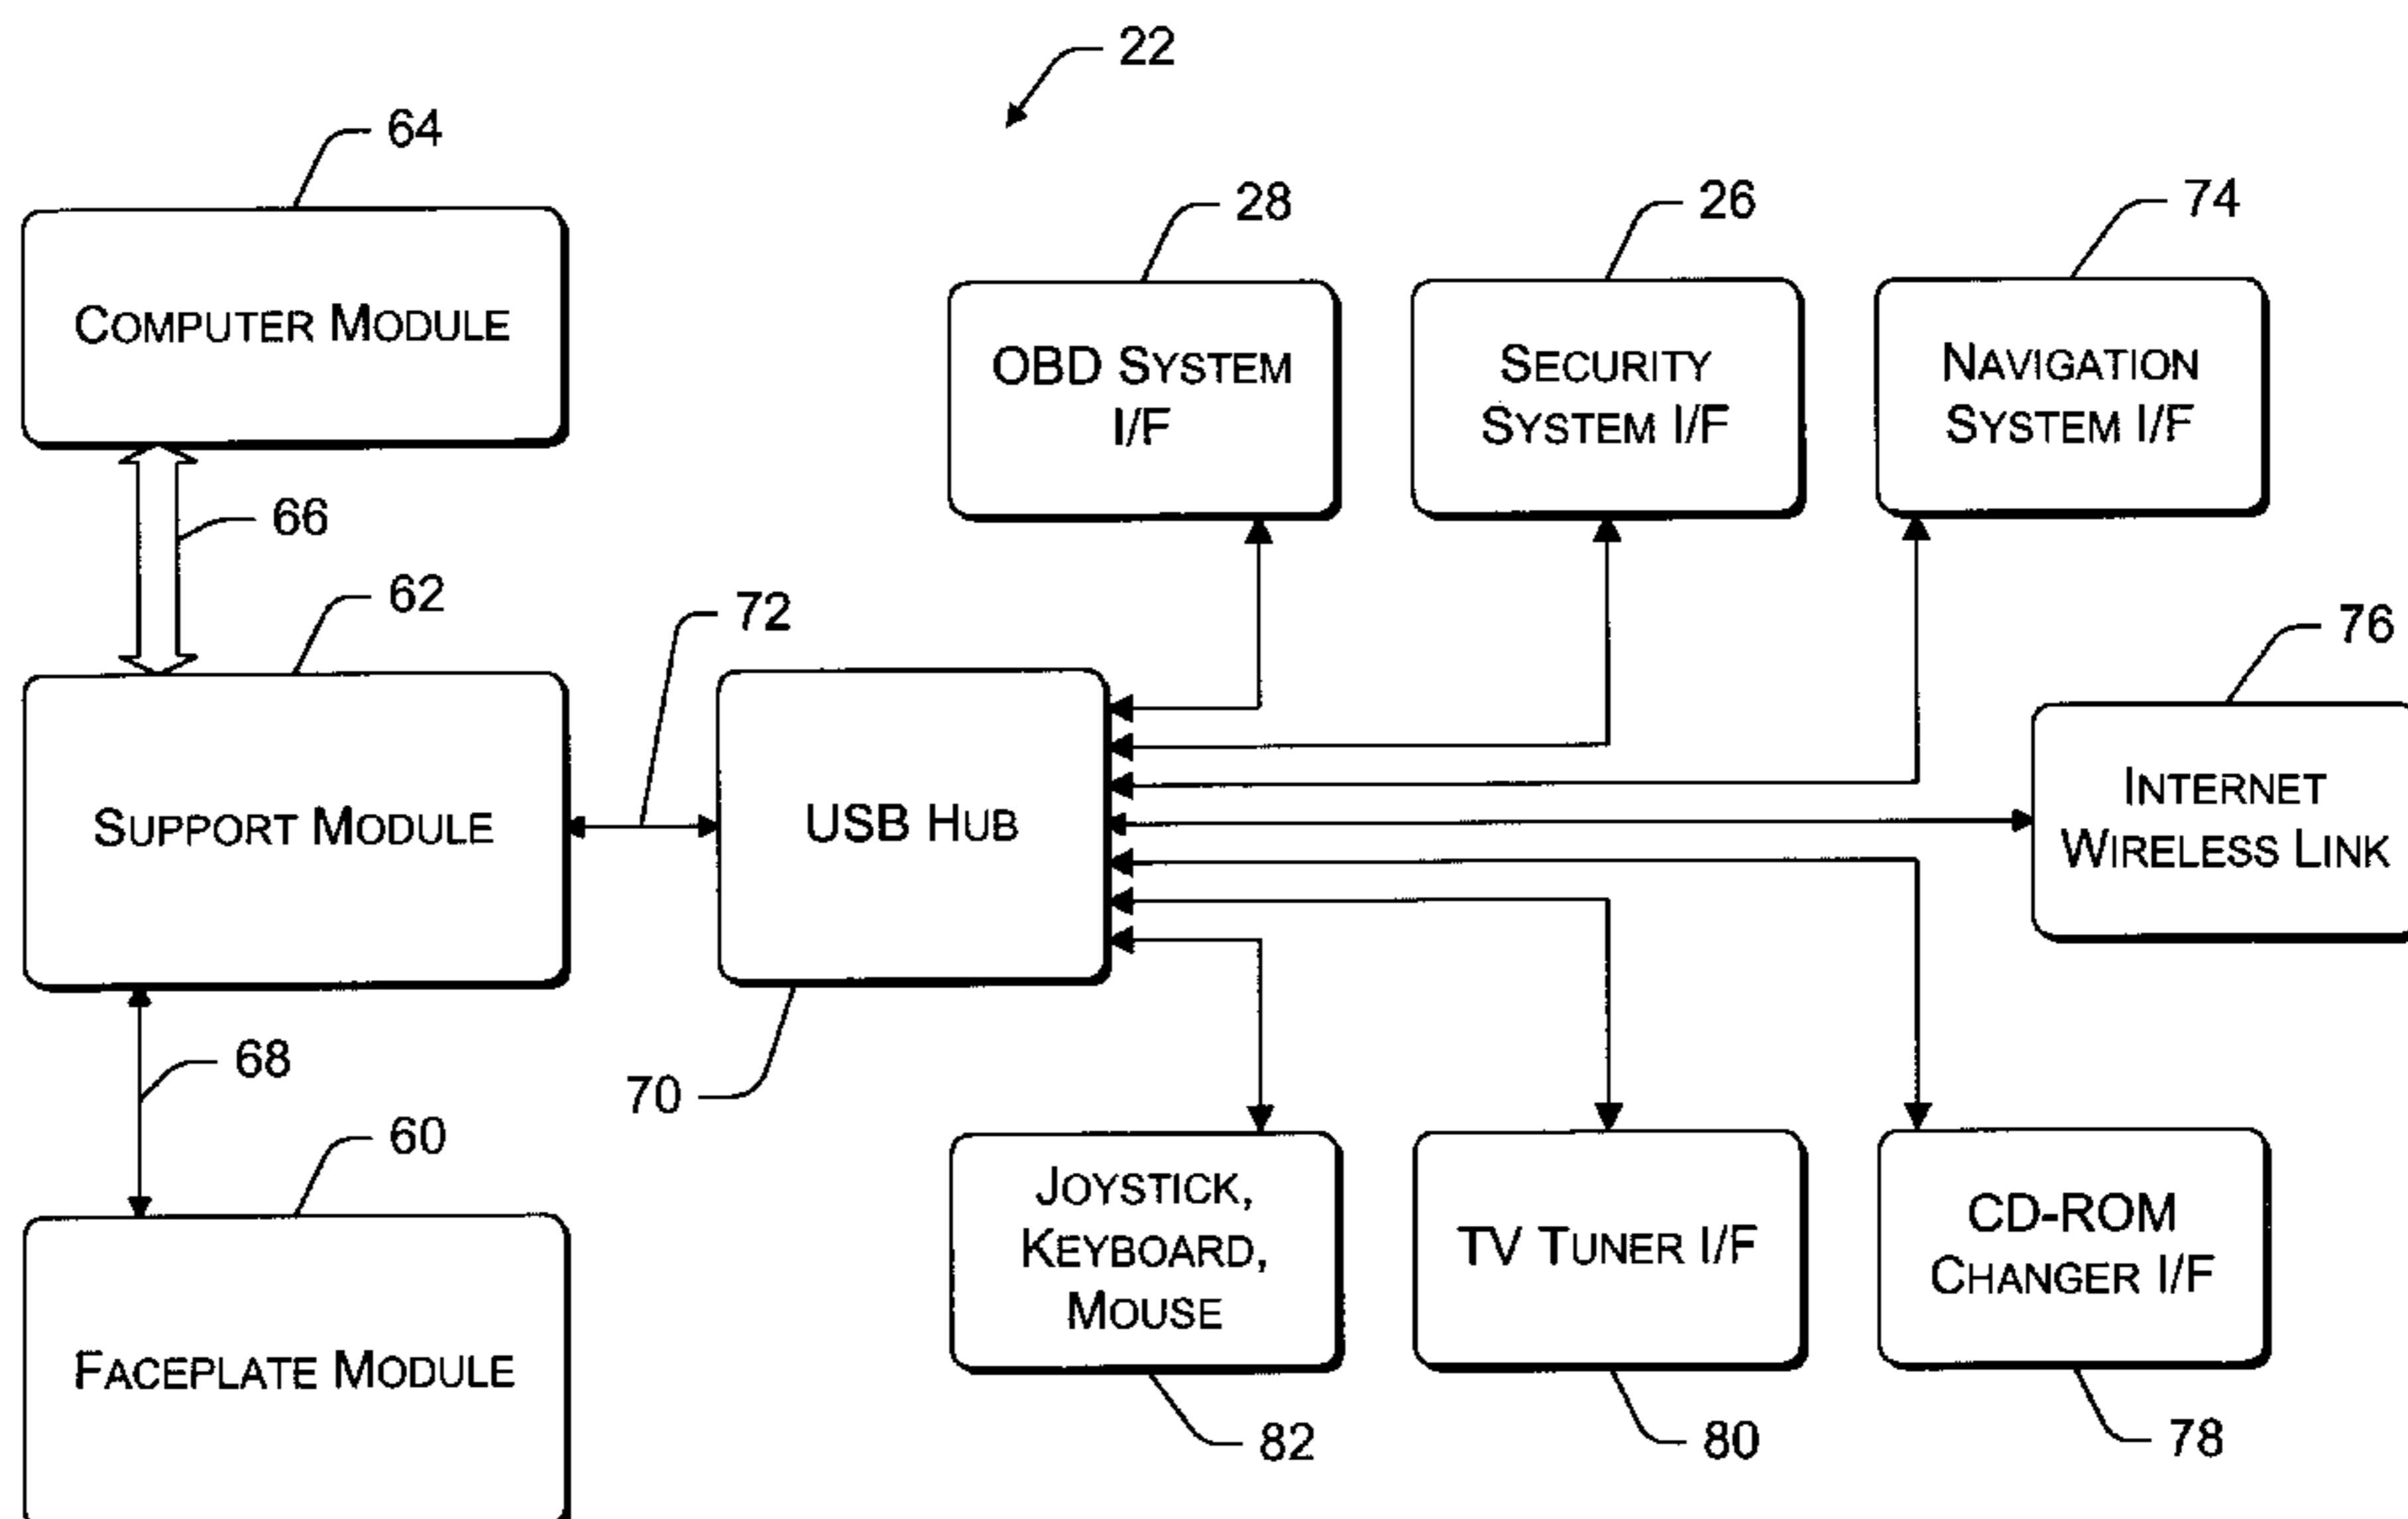 22
64
COMPUTER MODULE
28
26
74
OBD SYSTEM
I/F
SECURITY
SYSTEM I/F
NAVIGATION
SYSTEM I/F
66
62
72
76
SUPPORT MODULE
USB HUB
INTERNET
WIRELESS LINK
68
70
60
FACEPLATE MODULE
JOYSTICK,
KEYBOARD,
MOUSE
TV TUNER I/F
CD-ROM
CHANGER I/F
82
80
78